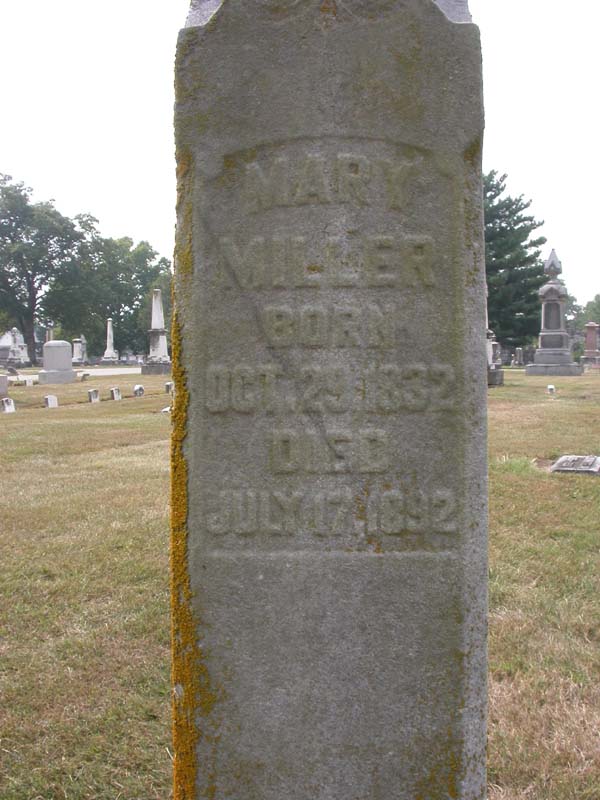 MARY
MILLER
BORN
OCT. 29, 1832
DIED
JULY 17, 1892